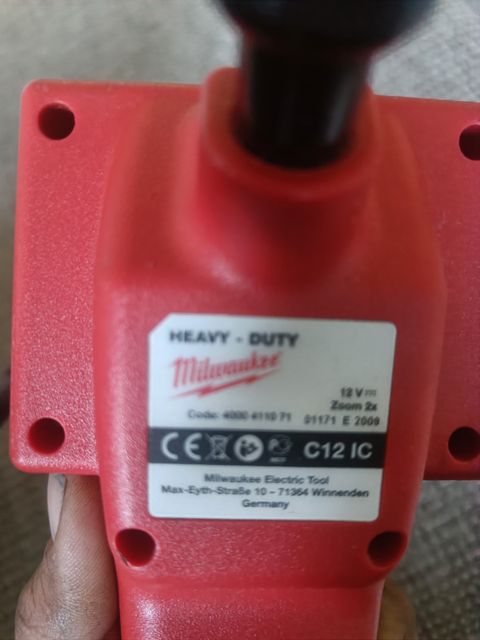 HEAVY - DUTY
Milwaukee
12 V
Zoom 2x
Code: 4000 4110 71 01171 E 2009
CE C12 IC
Milwaukee Electric Tool
Max-Eyth-Straße 10 – 71364 Winnenden
Germany